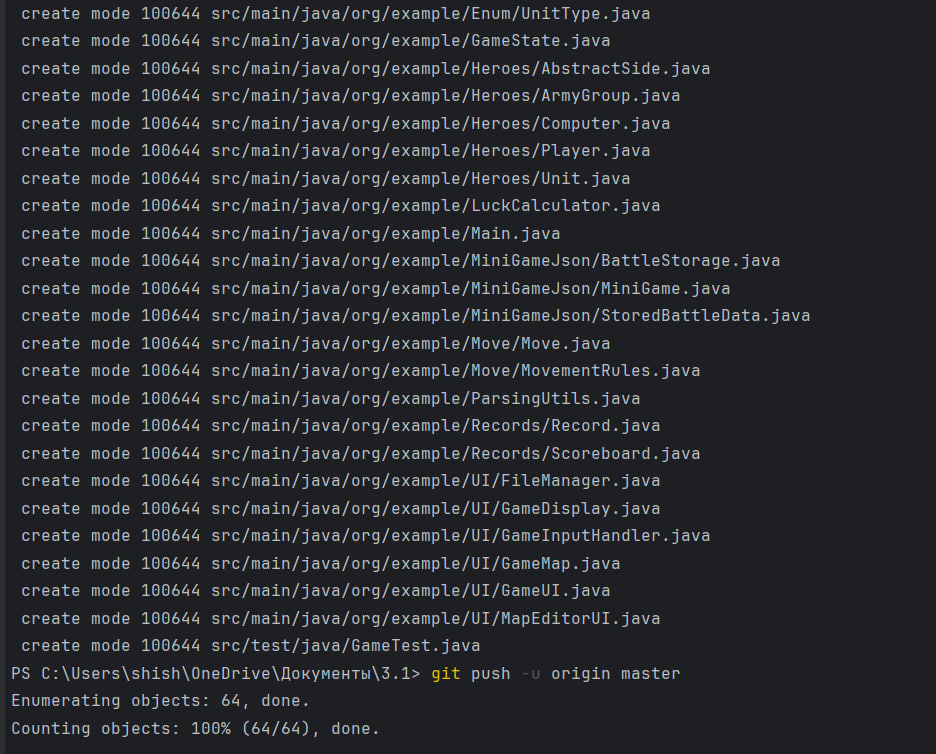 create mode 100644 src/main/java/org/example/Enum/UnitType.java
create mode 100644 src/main/java/org/example/GameState.java
create mode 100644 src/main/java/org/example/Heroes/AbstractSide.java
create mode 100644 src/main/java/org/example/Heroes/ArmyGroup.java
create mode 100644 src/main/java/org/example/Heroes/Computer.java
create mode 100644 src/main/java/org/example/Heroes/Player.java
create mode 100644 src/main/java/org/example/Heroes/Unit.java
create mode 100644 src/main/java/org/example/LuckCalculator.java
create mode 100644 src/main/java/org/example/Main.java
create mode 100644 src/main/java/org/example/MiniGameJson/BattleStorage.java
create mode 100644 src/main/java/org/example/MiniGameJson/MiniGame.java
create mode 100644 src/main/java/org/example/MiniGameJson/StoredBattleData.java
create mode 100644 src/main/java/org/example/Move/Move.java
create mode 100644 src/main/java/org/example/Move/MovementRules.java
create mode 100644 src/main/java/org/example/ParsingUtils.java
create mode 100644 src/main/java/org/example/Records/Record.java
create mode 100644 src/main/java/org/example/Records/Scoreboard.java
create mode 100644 src/main/java/org/example/UI/FileManager.java
create mode 100644 src/main/java/org/example/UI/GameDisplay.java
create mode 100644 src/main/java/org/example/UI/GameInputHandler.java
create mode 100644 src/main/java/org/example/UI/GameMap.java
create mode 100644 src/main/java/org/example/UI/GameUI.java
create mode 100644 src/main/java/org/example/UI/MapEditorUI.java
create mode 100644 src/test/java/GameTest.java
PS C:\Users\shish\OneDrive\Документы\3.1> git push -u origin master
Enumerating objects: 64, done.
Counting objects: 100% (64/64), done.